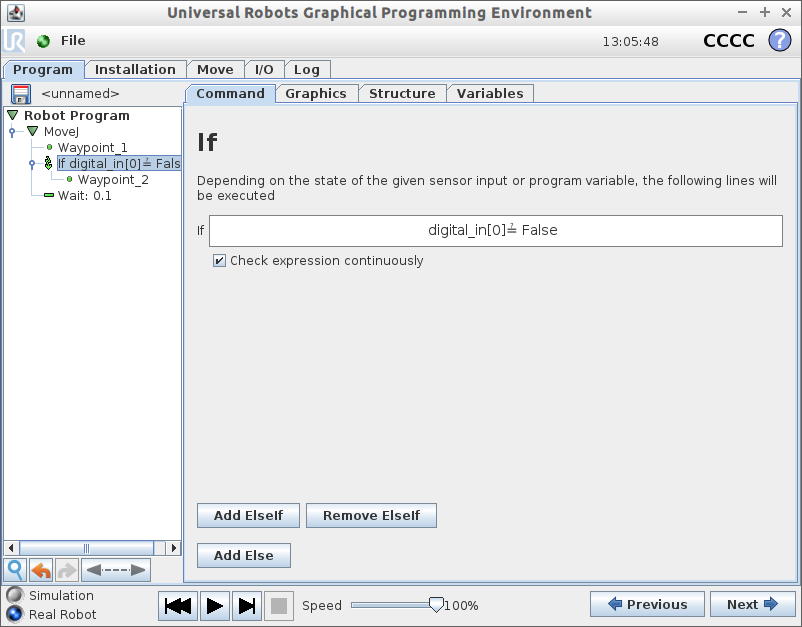 Universal Robots Graphical Programming Environment
UR File 13:05:48 CCCC ?
Program Installation Move I/O Log
<unnamed> Command Graphics Structure Variables
Robot Program
MoveJ
Waypoint_1
If digital_in[0]≟ Fals
Waypoint_2
Wait: 0.1
If
Depending on the state of the given sensor input or program variable, the following lines will
be executed
If digital_in[0]≟ False
Check expression continuously
Add ElseIf Remove ElseIf
Add Else
Simulation
Real Robot
Speed 100%
Previous Next